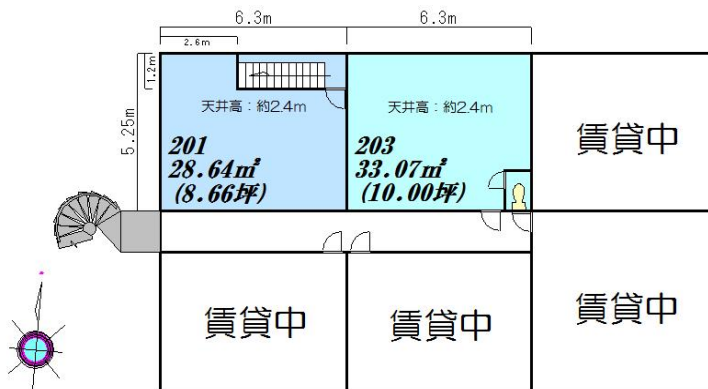 6.3m
6.3m
2.6m
1.2m
5.25m
天井高：約2.4m
天井高：約2.4m
201
28.64㎡
(8.66坪)
203
33.07㎡
(10.00坪)
賃貸中
賃貸中
賃貸中
賃貸中